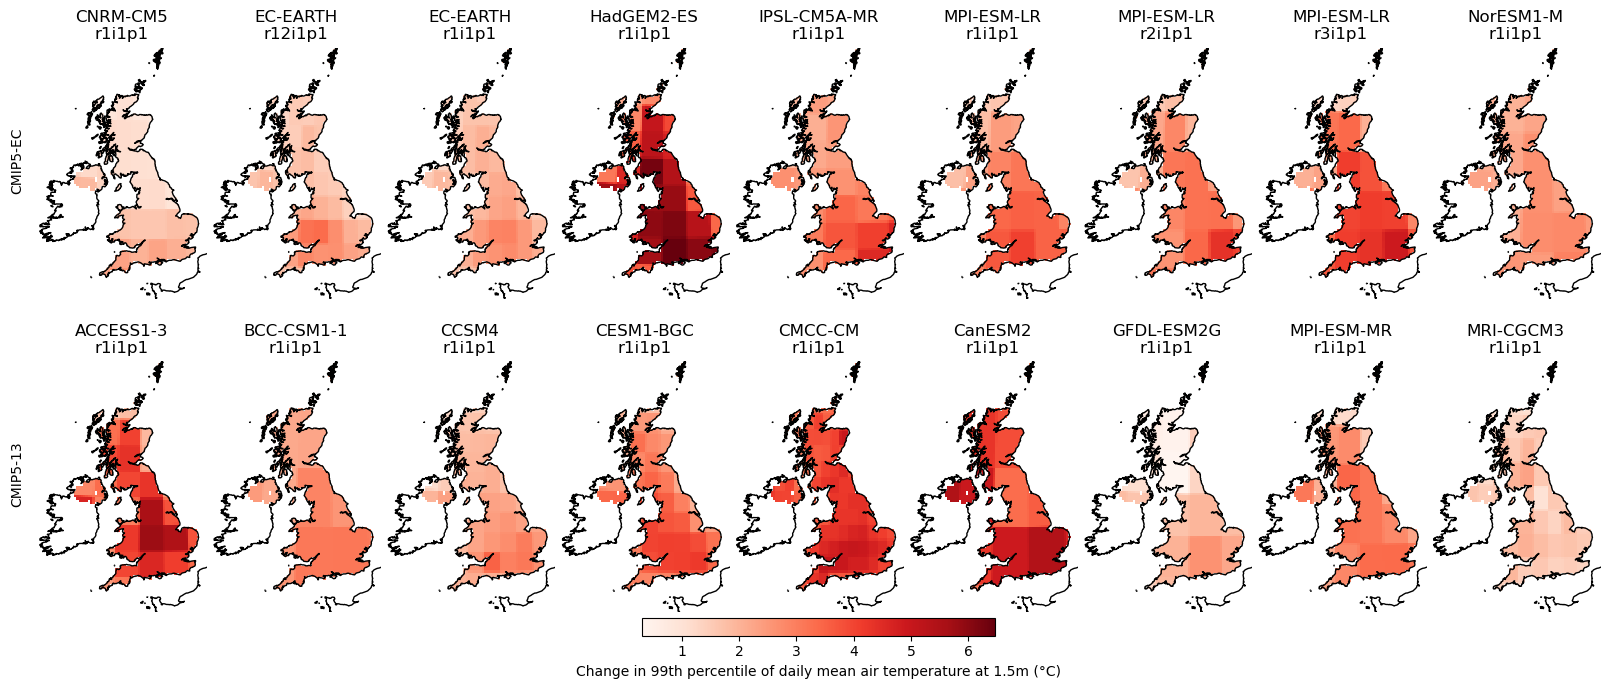 CNRM-CM5
r1i1p1
EC-EARTH
r12i1p1
EC-EARTH
r1i1p1
HadGEM2-ES
r1i1p1
IPSL-CM5A-MR
r1i1p1
MPI-ESM-LR
r1i1p1
MPI-ESM-LR
r2i1p1
MPI-ESM-LR
r3i1p1
NorESM1-M
r1i1p1
CMIP5-EC
ACCESS1-3
r1i1p1
BCC-CSM1-1
r1i1p1
CCSM4
r1i1p1
CESM1-BGC
r1i1p1
CMCC-CM
r1i1p1
CanESM2
r1i1p1
GFDL-ESM2G
r1i1p1
MPI-ESM-MR
r1i1p1
MRI-CGCM3
r1i1p1
CMIP5-13
1 2 3 4 5 6
Change in 99th percentile of daily mean air temperature at 1.5m (°C)